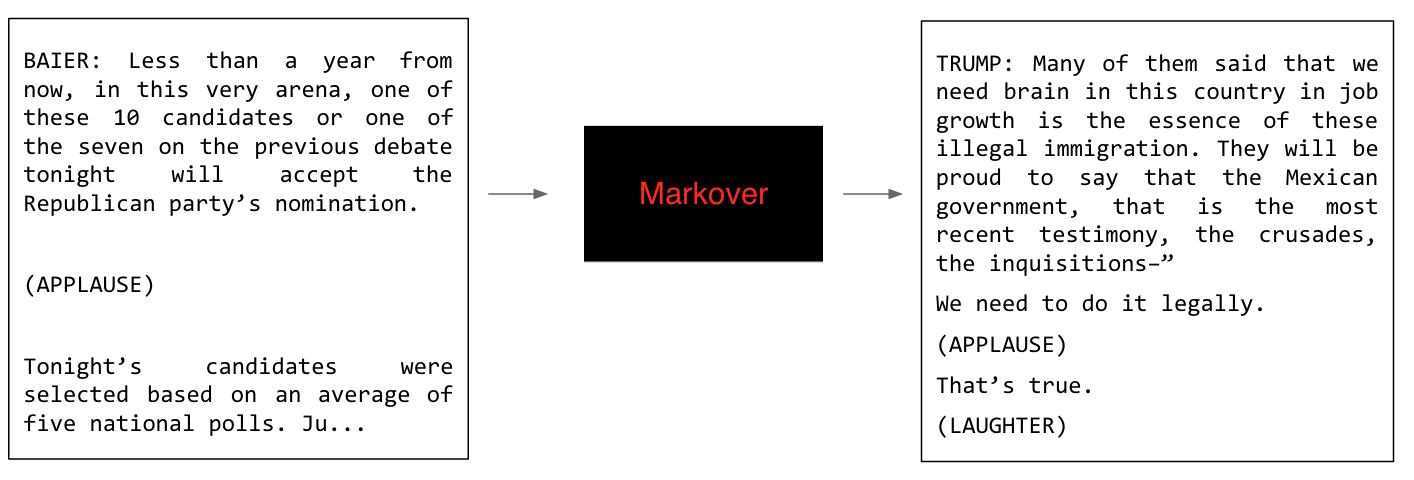 BAIER: Less than a year from
now, in this very arena, one of
these 10 candidates or one of
the seven on the previous debate
tonight will accept the
Republican party’s nomination.
(APPLAUSE)
Tonight’s candidates were
selected based on an average of
five national polls. Ju...
Markover
TRUMP: Many of them said that we
need brain in this country in job
growth is the essence of these
illegal immigration. They will be
proud to say that the Mexican
government, that is the most
recent testimony, the crusades,
the inquisitions–”
We need to do it legally.
(APPLAUSE)
That’s true.
(LAUGHTER)